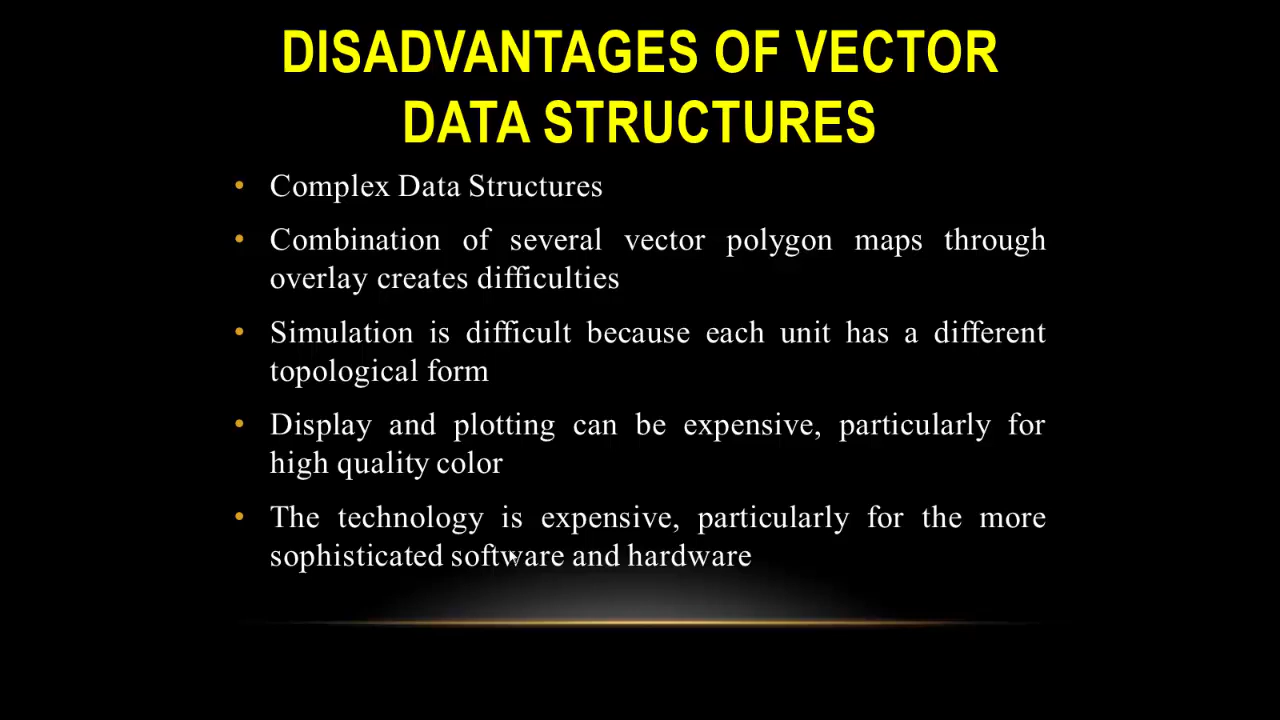 DISADVANTAGES OF VECTOR
DATA STRUCTURES
• Complex Data Structures
• Combination of several vector polygon maps through
overlay creates difficulties
• Simulation is difficult because each unit has a different
topological form
• Display and plotting can be expensive, particularly for
high quality color
• The technology is expensive, particularly for the more
sophisticated software and hardware